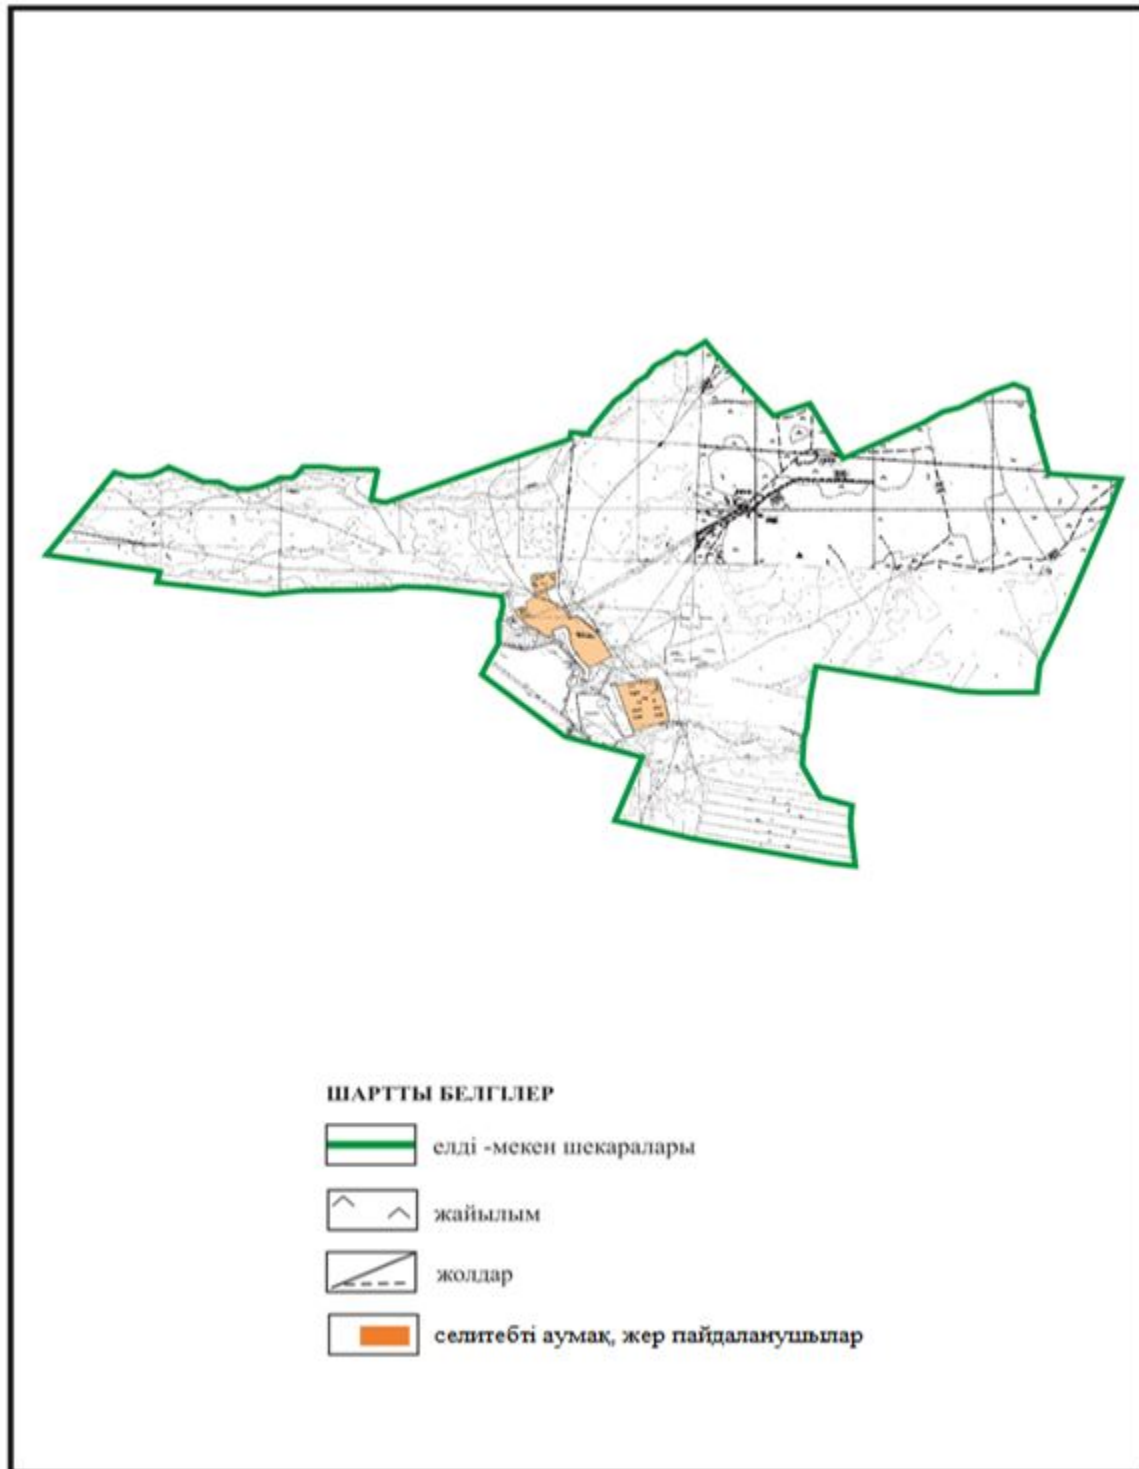 ШАРТТЫ БЕЛГІЛЕР
елді -мекен шекаралары
жайылым
жолдар
селитебті аумақ, жер пайдаланушылар